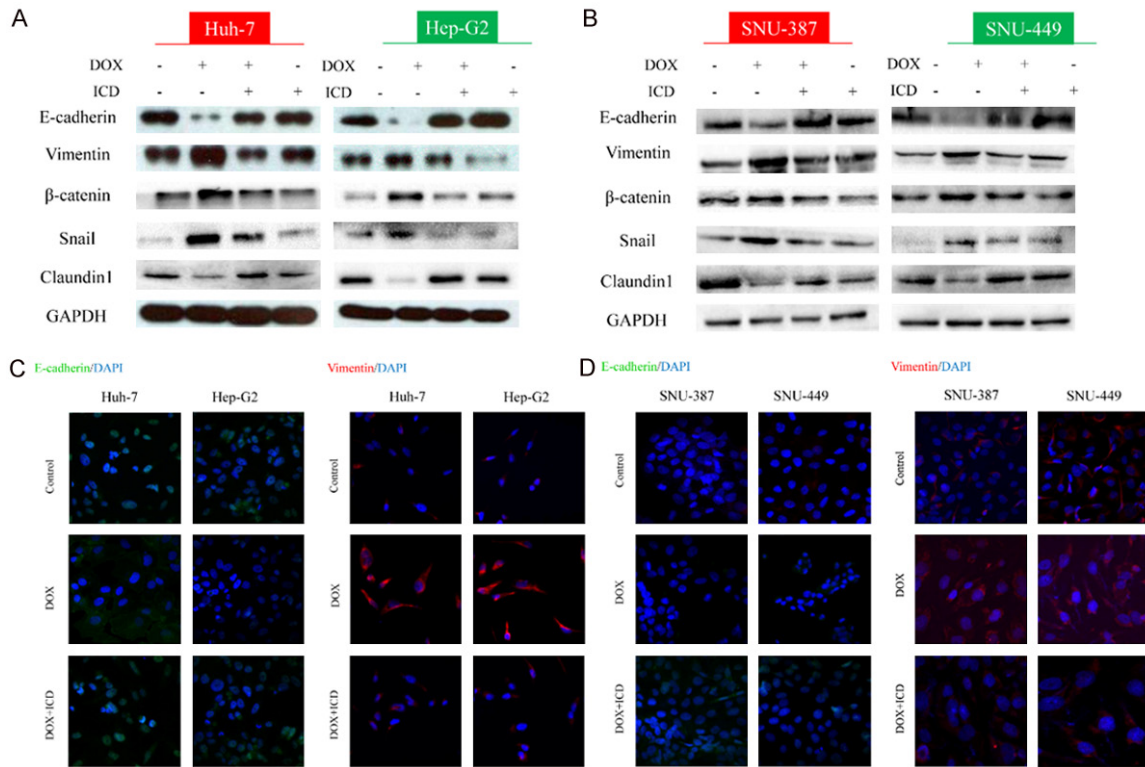 A
Huh-7
Hep-G2
DOX - + + - DOX - + + -
ICD - - + + - - + +
E-cadherin
Vimentin
β-catenin
Snail
Claundin1
GAPDH
B
SNU-387
SNU-449
DOX - + + - DOX - + + -
ICD - - + + ICD - - + +
E-cadherin
Vimentin
β-catenin
Snail
Claundin1
GAPDH
C
E-cadherin/DAPI
Vimentin/DAPI
Huh-7 Hep-G2 Huh-7 Hep-G2
Control
Control
DOX
DOX
DOX+ICD
DOX+ICD
D
E-cadherin/DAPI
Vimentin/DAPI
SNU-387 SNU-449 SNU-387 SNU-449
Control
Control
DOX
DOX
DOX+ICD
DOX+ICD